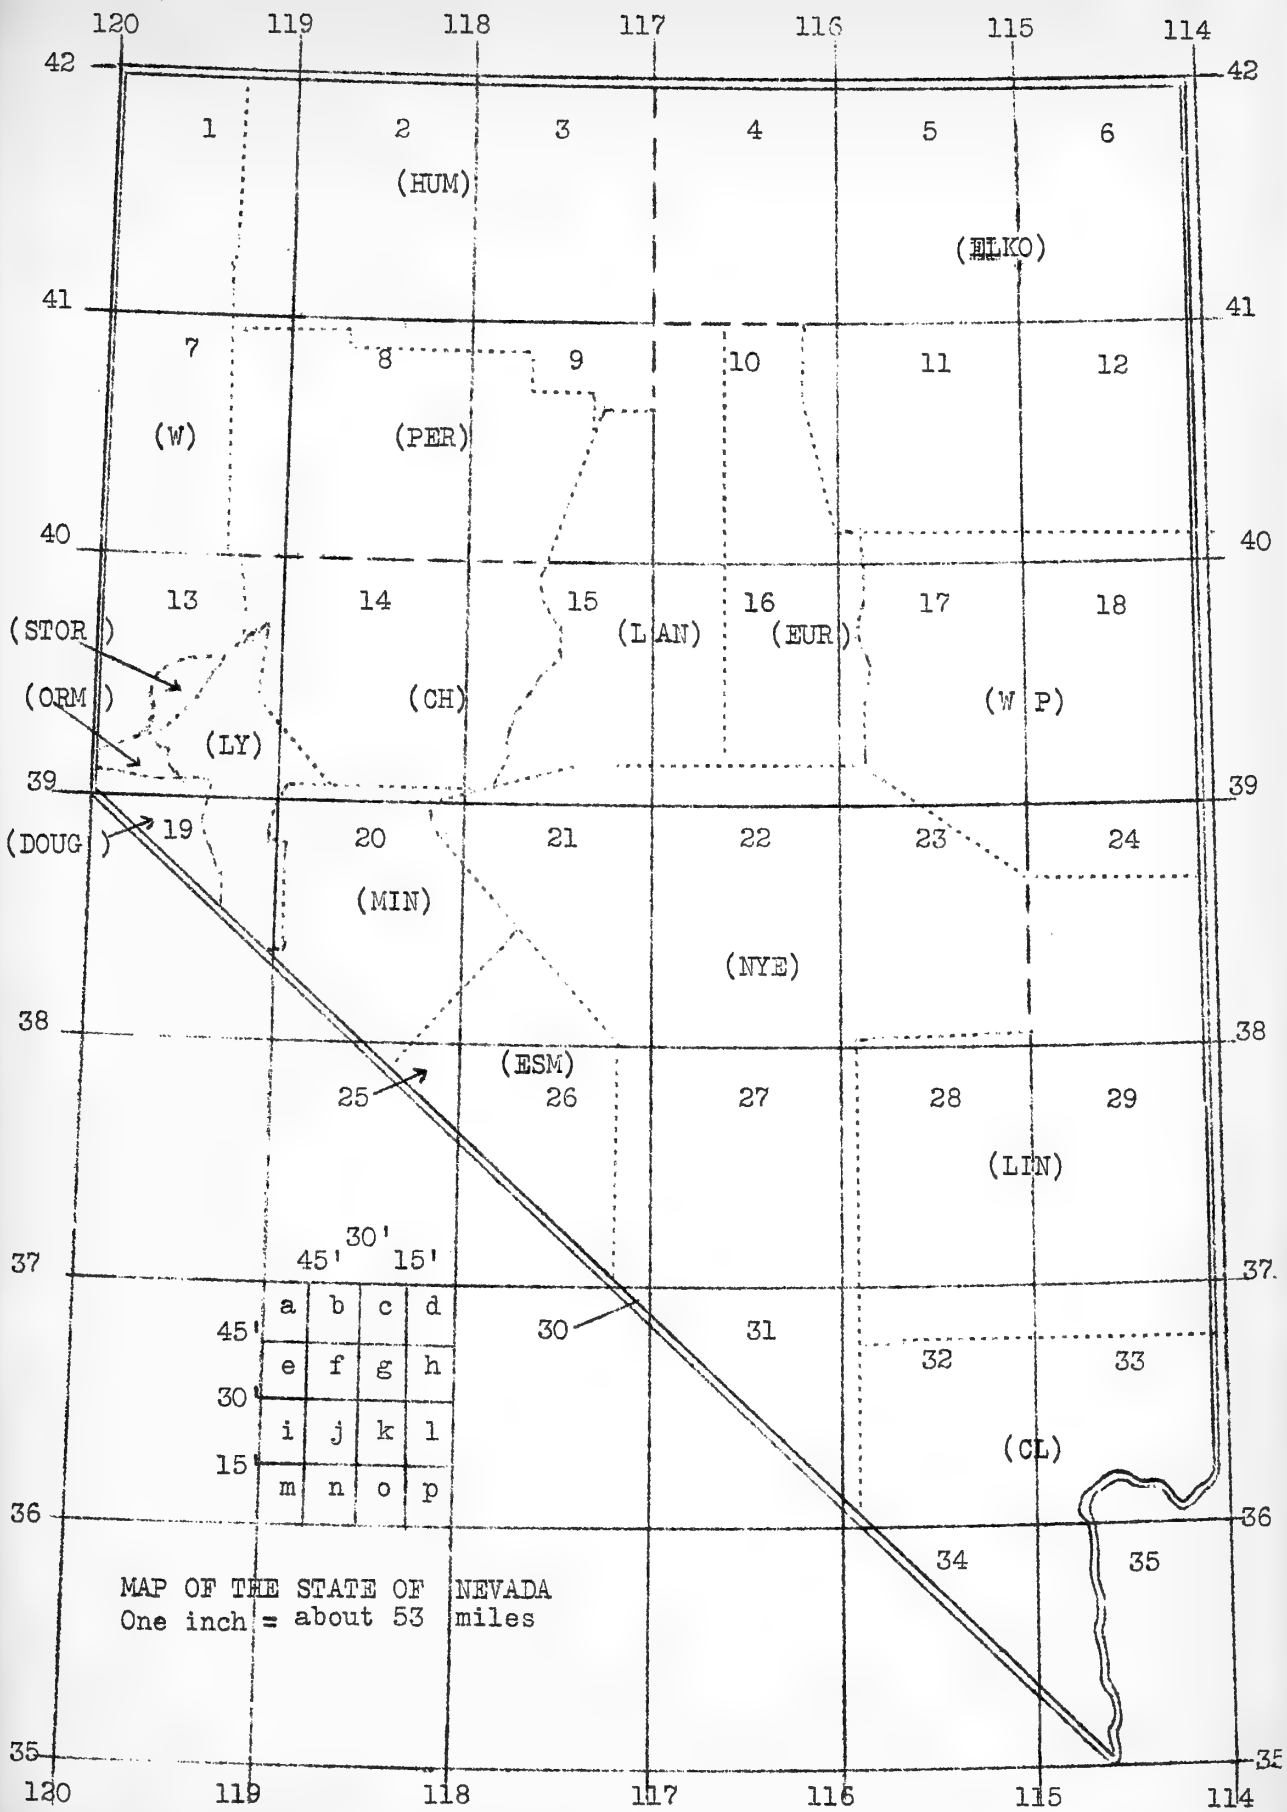 120 119 118 117 116 115 114
42 42
1 2 3 4 5 6
(HUM)
(ELKO)
41 41
7 8 9 10 11 12
(W) (PER)
40 40
13 14 15 16 17 18
(STOR ) (LAN) (EUR)
(ORM ) (CH) (W P)
(LY)
39 39
(DOUG ) 19 20 21 22 23 24
(MIN)
(NYE)
38 38
(ESM)
25 26 27 28 29
(LIN)
30'
45' 15'
37 37.
a b c d
45' 30 31
e f g h 32 33
30'
i j k l (CL)
15'
m n o p
36 36
34 35
MAP OF THE STATE OF NEVADA
One inch = about 53 miles
35 35
120 119 118 117 116 115 114